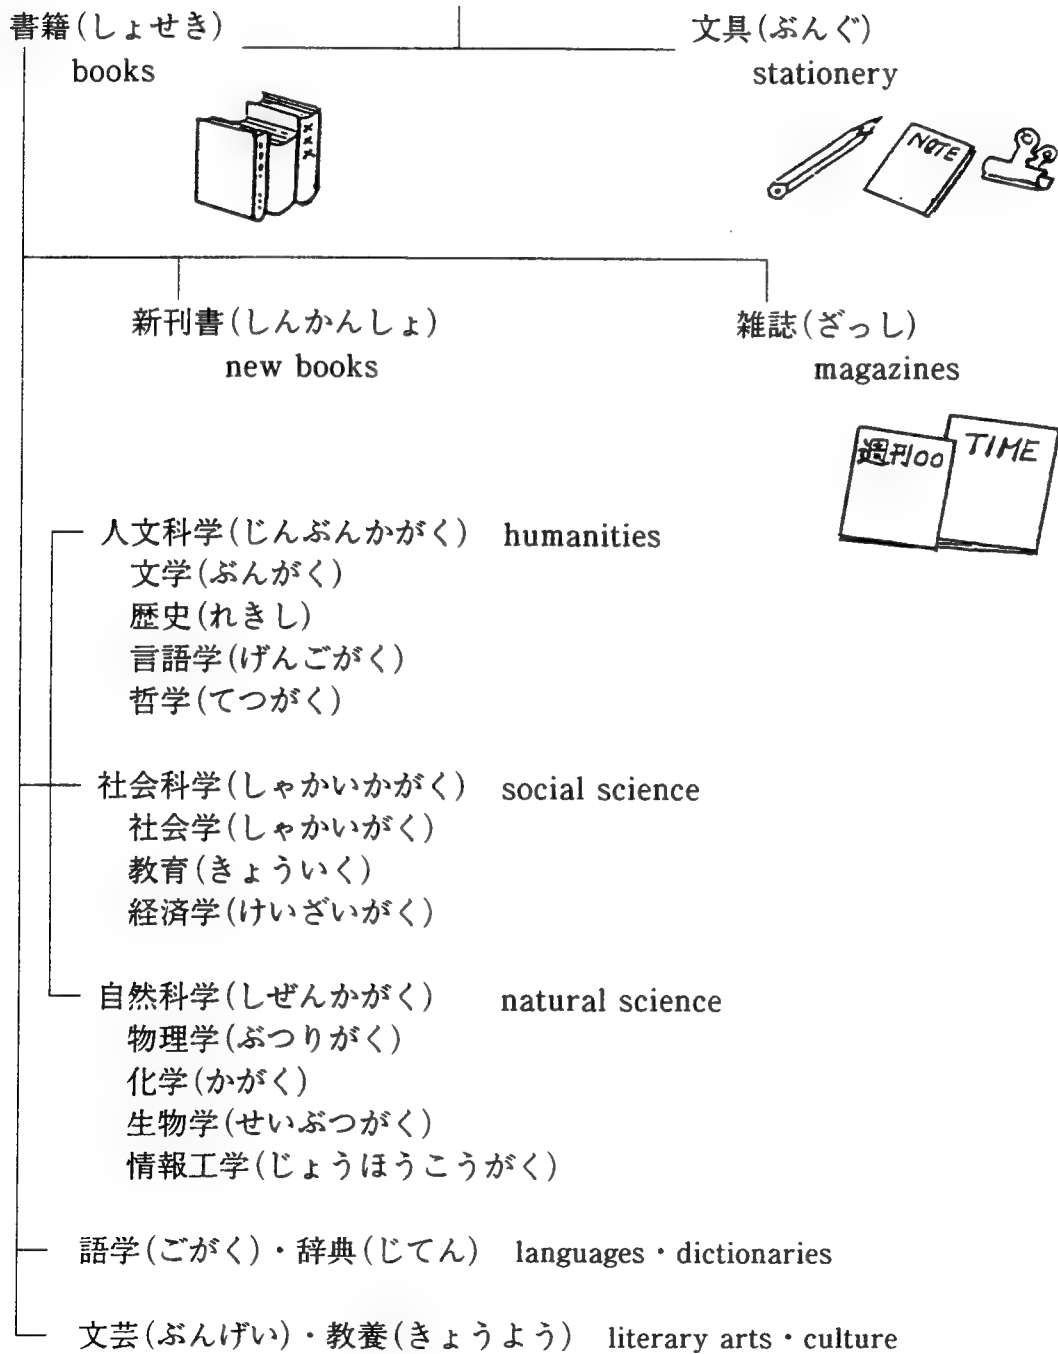 書籍(しょせき)
books
文具(ぶんぐ)
stationery
×××
NOTE
新刊書(しんかんしょ)
new books
雑誌(ざっし)
magazines
週刊○○
TIME
人文科学(じんぶんかがく) humanities
文学(ぶんがく)
歴史(れきし)
言語学(げんごがく)
哲学(てつがく)
社会科学(しゃかいかがく) social science
社会学(しゃかいがく)
教育(きょういく)
経済学(けいざいがく)
自然科学(しぜんかがく) natural science
物理学(ぶつりがく)
化学(かがく)
生物学(せいぶつがく)
情報工学(じょうほうこうがく)
語学(ごがく)・辞典(じてん) languages・dictionaries
文芸(ぶんげい)・教養(きょうよう) literary arts・culture